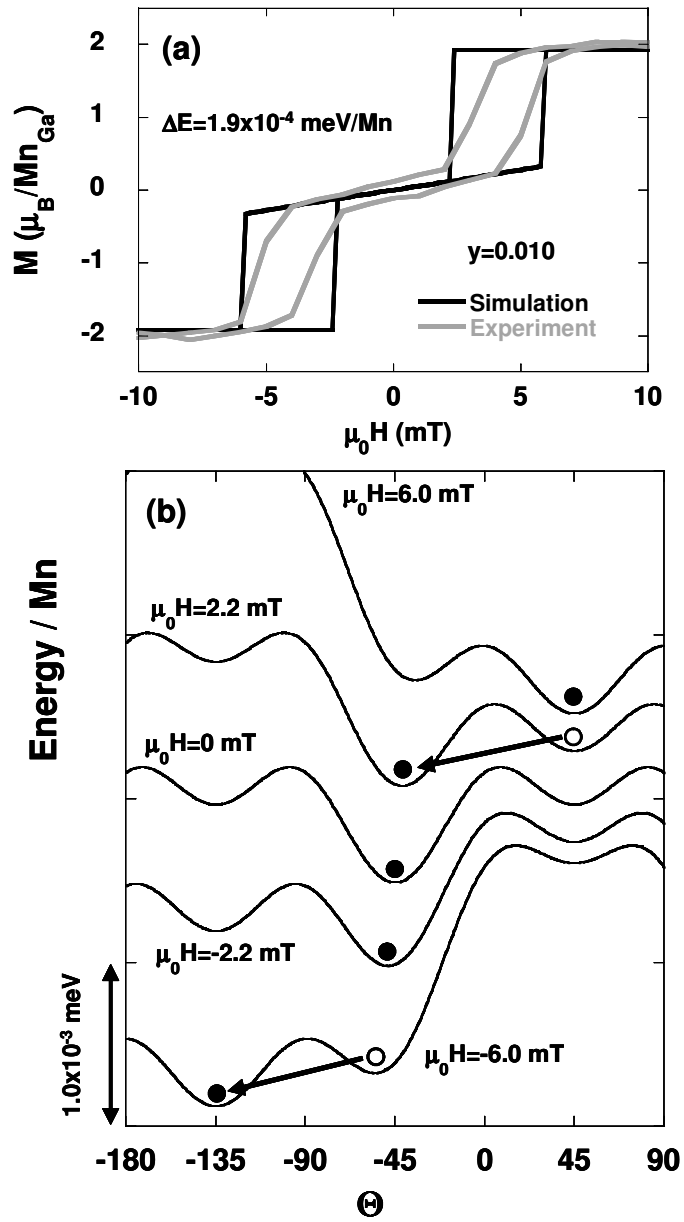 (a)
ΔE=1.9x10⁻⁴ meV/Mn
y=0.010
Simulation
Experiment
M (μ_B/Mn_Ga)
2
1
0
-1
-2
-10 -5 0 5 10
μ₀H (mT)
(b)
μ₀H=6.0 mT
μ₀H=2.2 mT
μ₀H=0 mT
μ₀H=-2.2 mT
μ₀H=-6.0 mT
Energy / Mn
1.0x10⁻³ meV
-180 -135 -90 -45 0 45 90
Θ